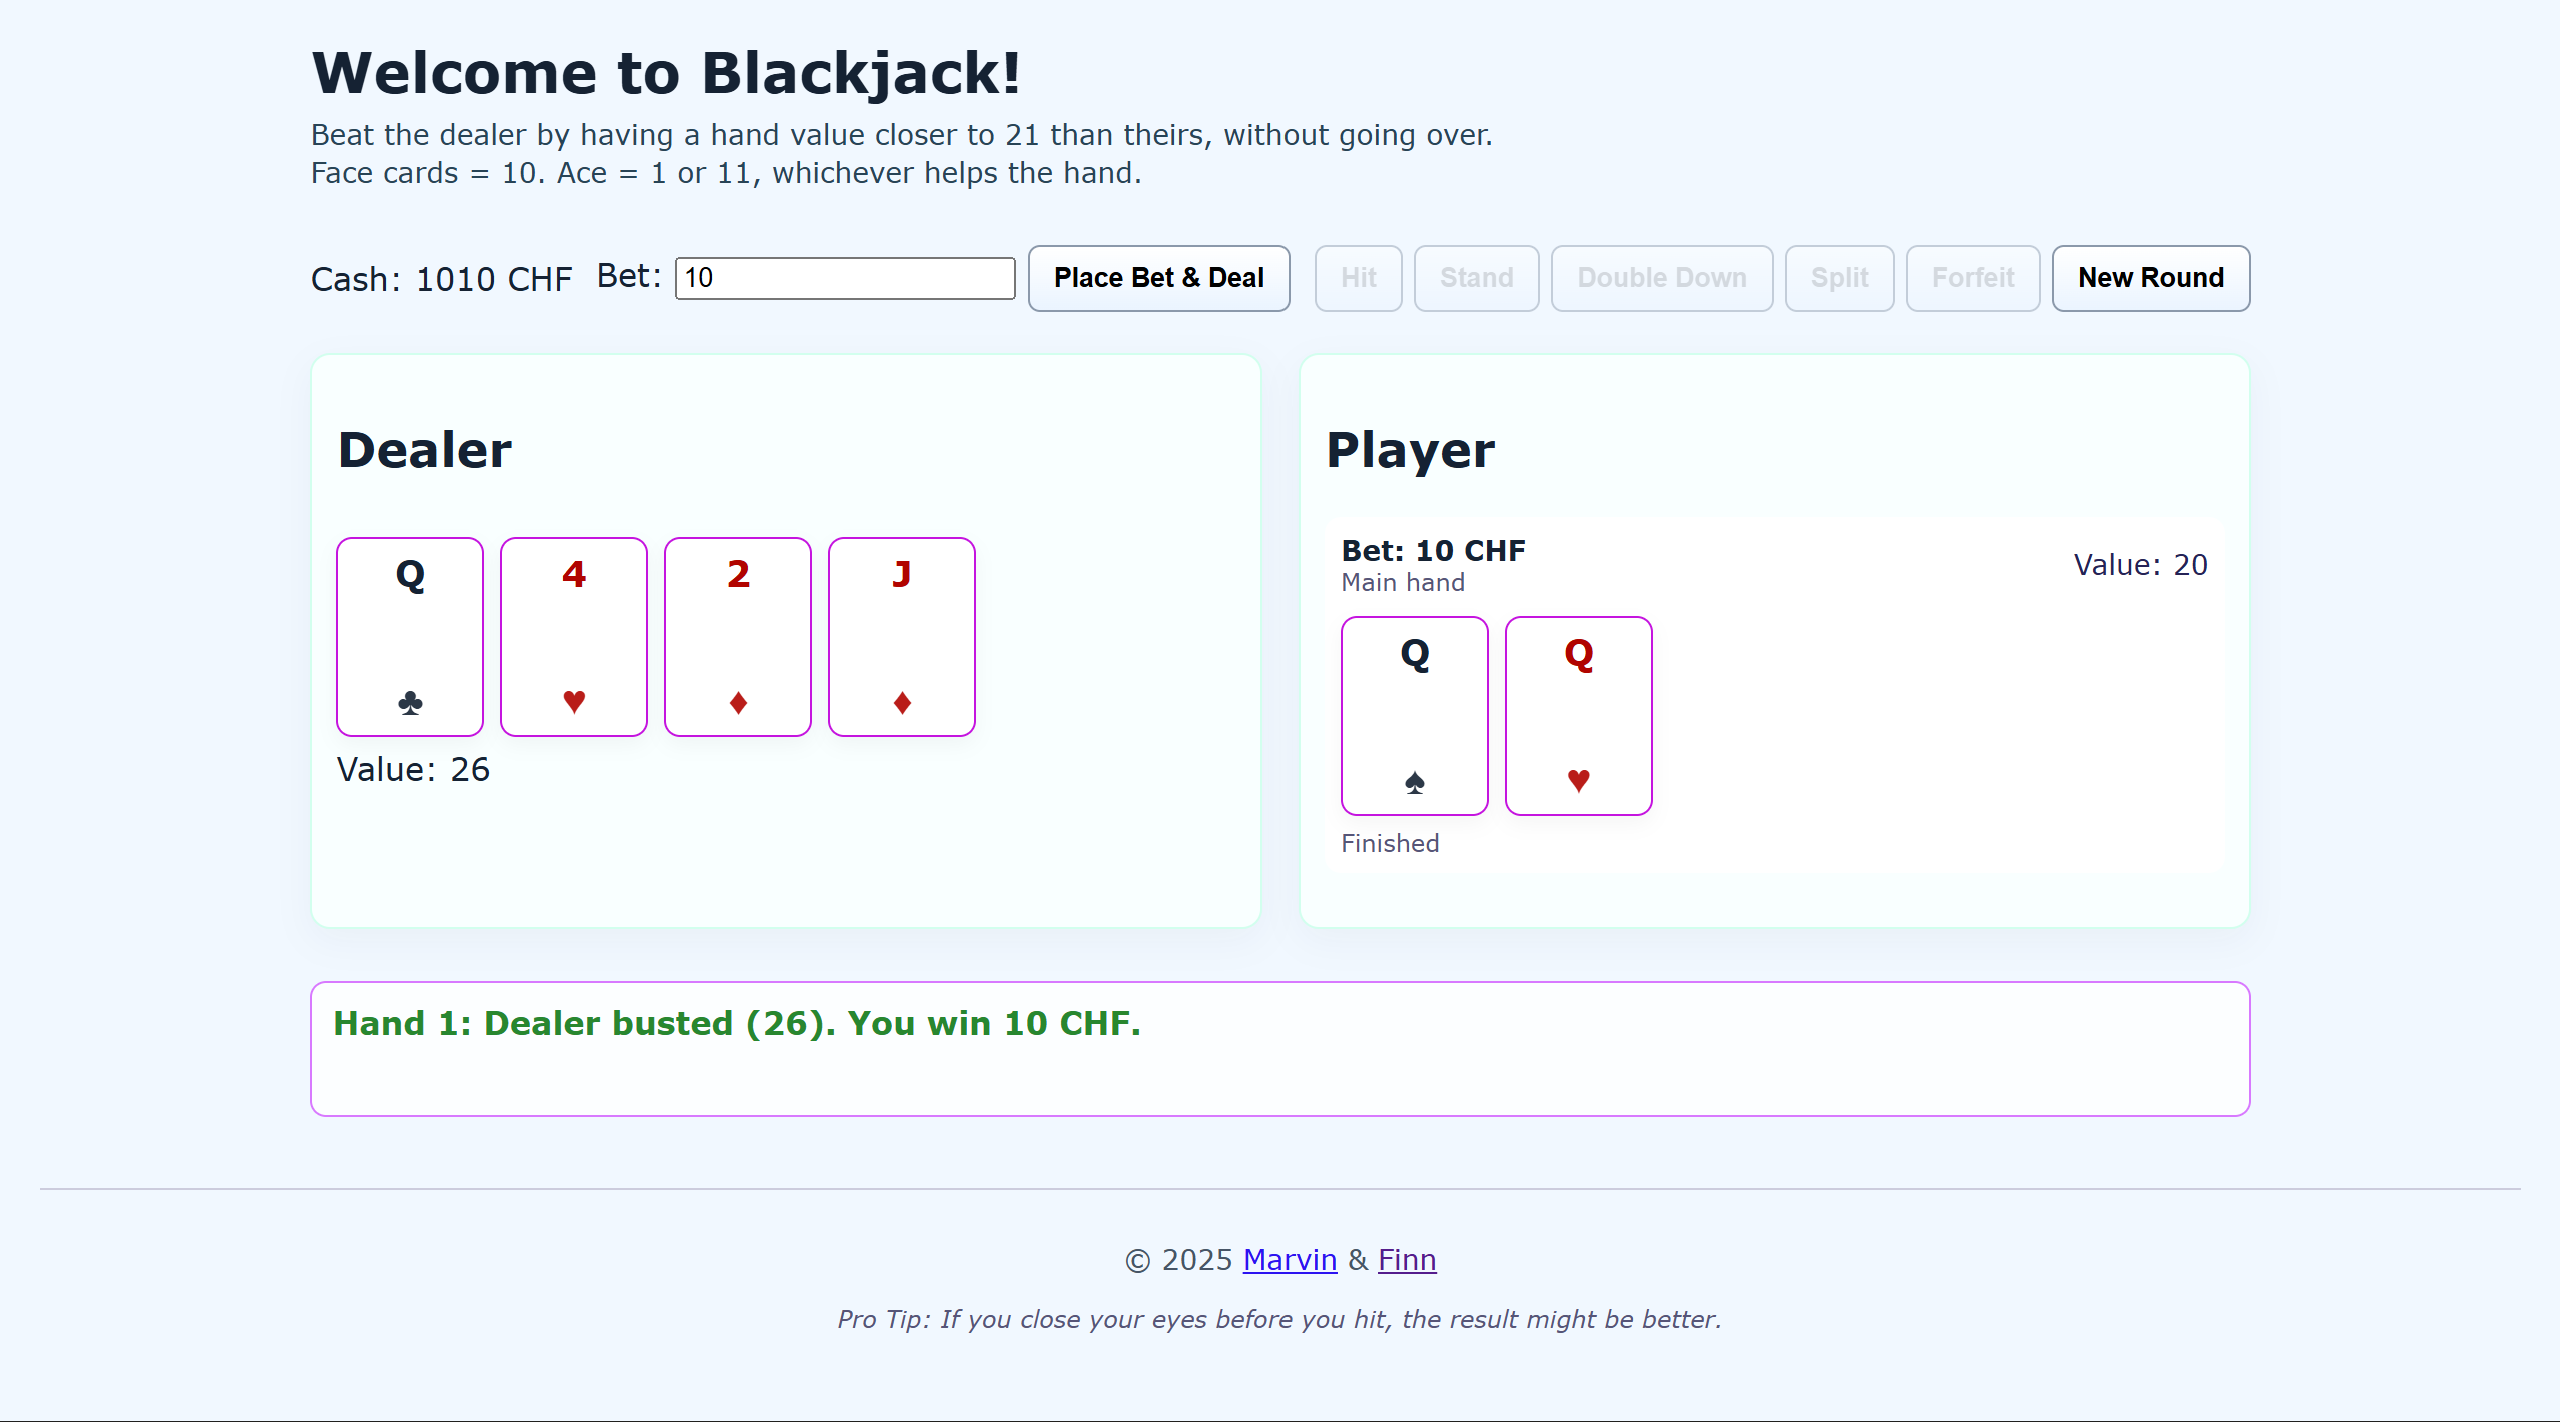 Welcome to Blackjack!
Beat the dealer by having a hand value closer to 21 than theirs, without going over.
Face cards = 10. Ace = 1 or 11, whichever helps the hand.
Cash: 1010 CHF Bet: 10 Place Bet & Deal Hit Stand Double Down Split Forfeit New Round
Dealer
Q 4 2 J
♣ ♥ ♦ ♦
Value: 26
Player
Bet: 10 CHF
Main hand
Value: 20
Q Q
♠ ♥
Finished
Hand 1: Dealer busted (26). You win 10 CHF.
© 2025 Marvin & Finn
Pro Tip: If you close your eyes before you hit, the result might be better.